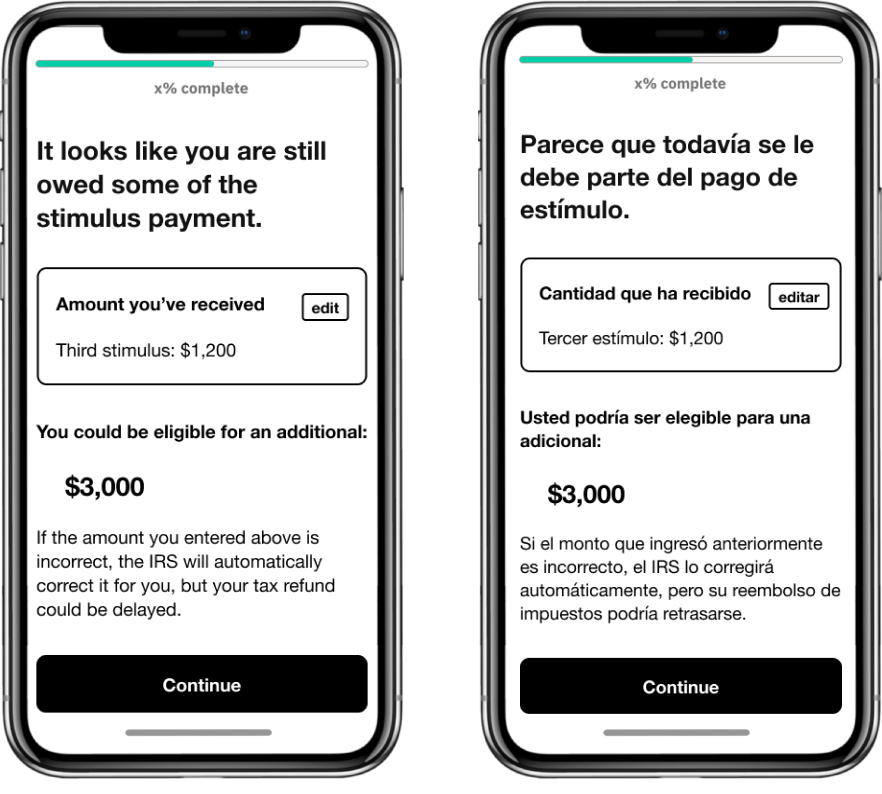 x% complete
It looks like you are still
owed some of the
stimulus payment.
Amount you've received
edit
Third stimulus: $1,200
You could be eligible for an additional:
$3,000
If the amount you entered above is
incorrect, the IRS will automatically
correct it for you, but your tax refund
could be delayed.
Continue
x% complete
Parece que todavía se le
debe parte del pago de
estímulo.
Cantidad que ha recibido
editar
Tercer estímulo: $1,200
Usted podría ser elegible para una
adicional:
$3,000
Si el monto que ingresó anteriormente
es incorrecto, el IRS lo corregirá
automáticamente, pero su reembolso de
impuestos podría retrasarse.
Continue